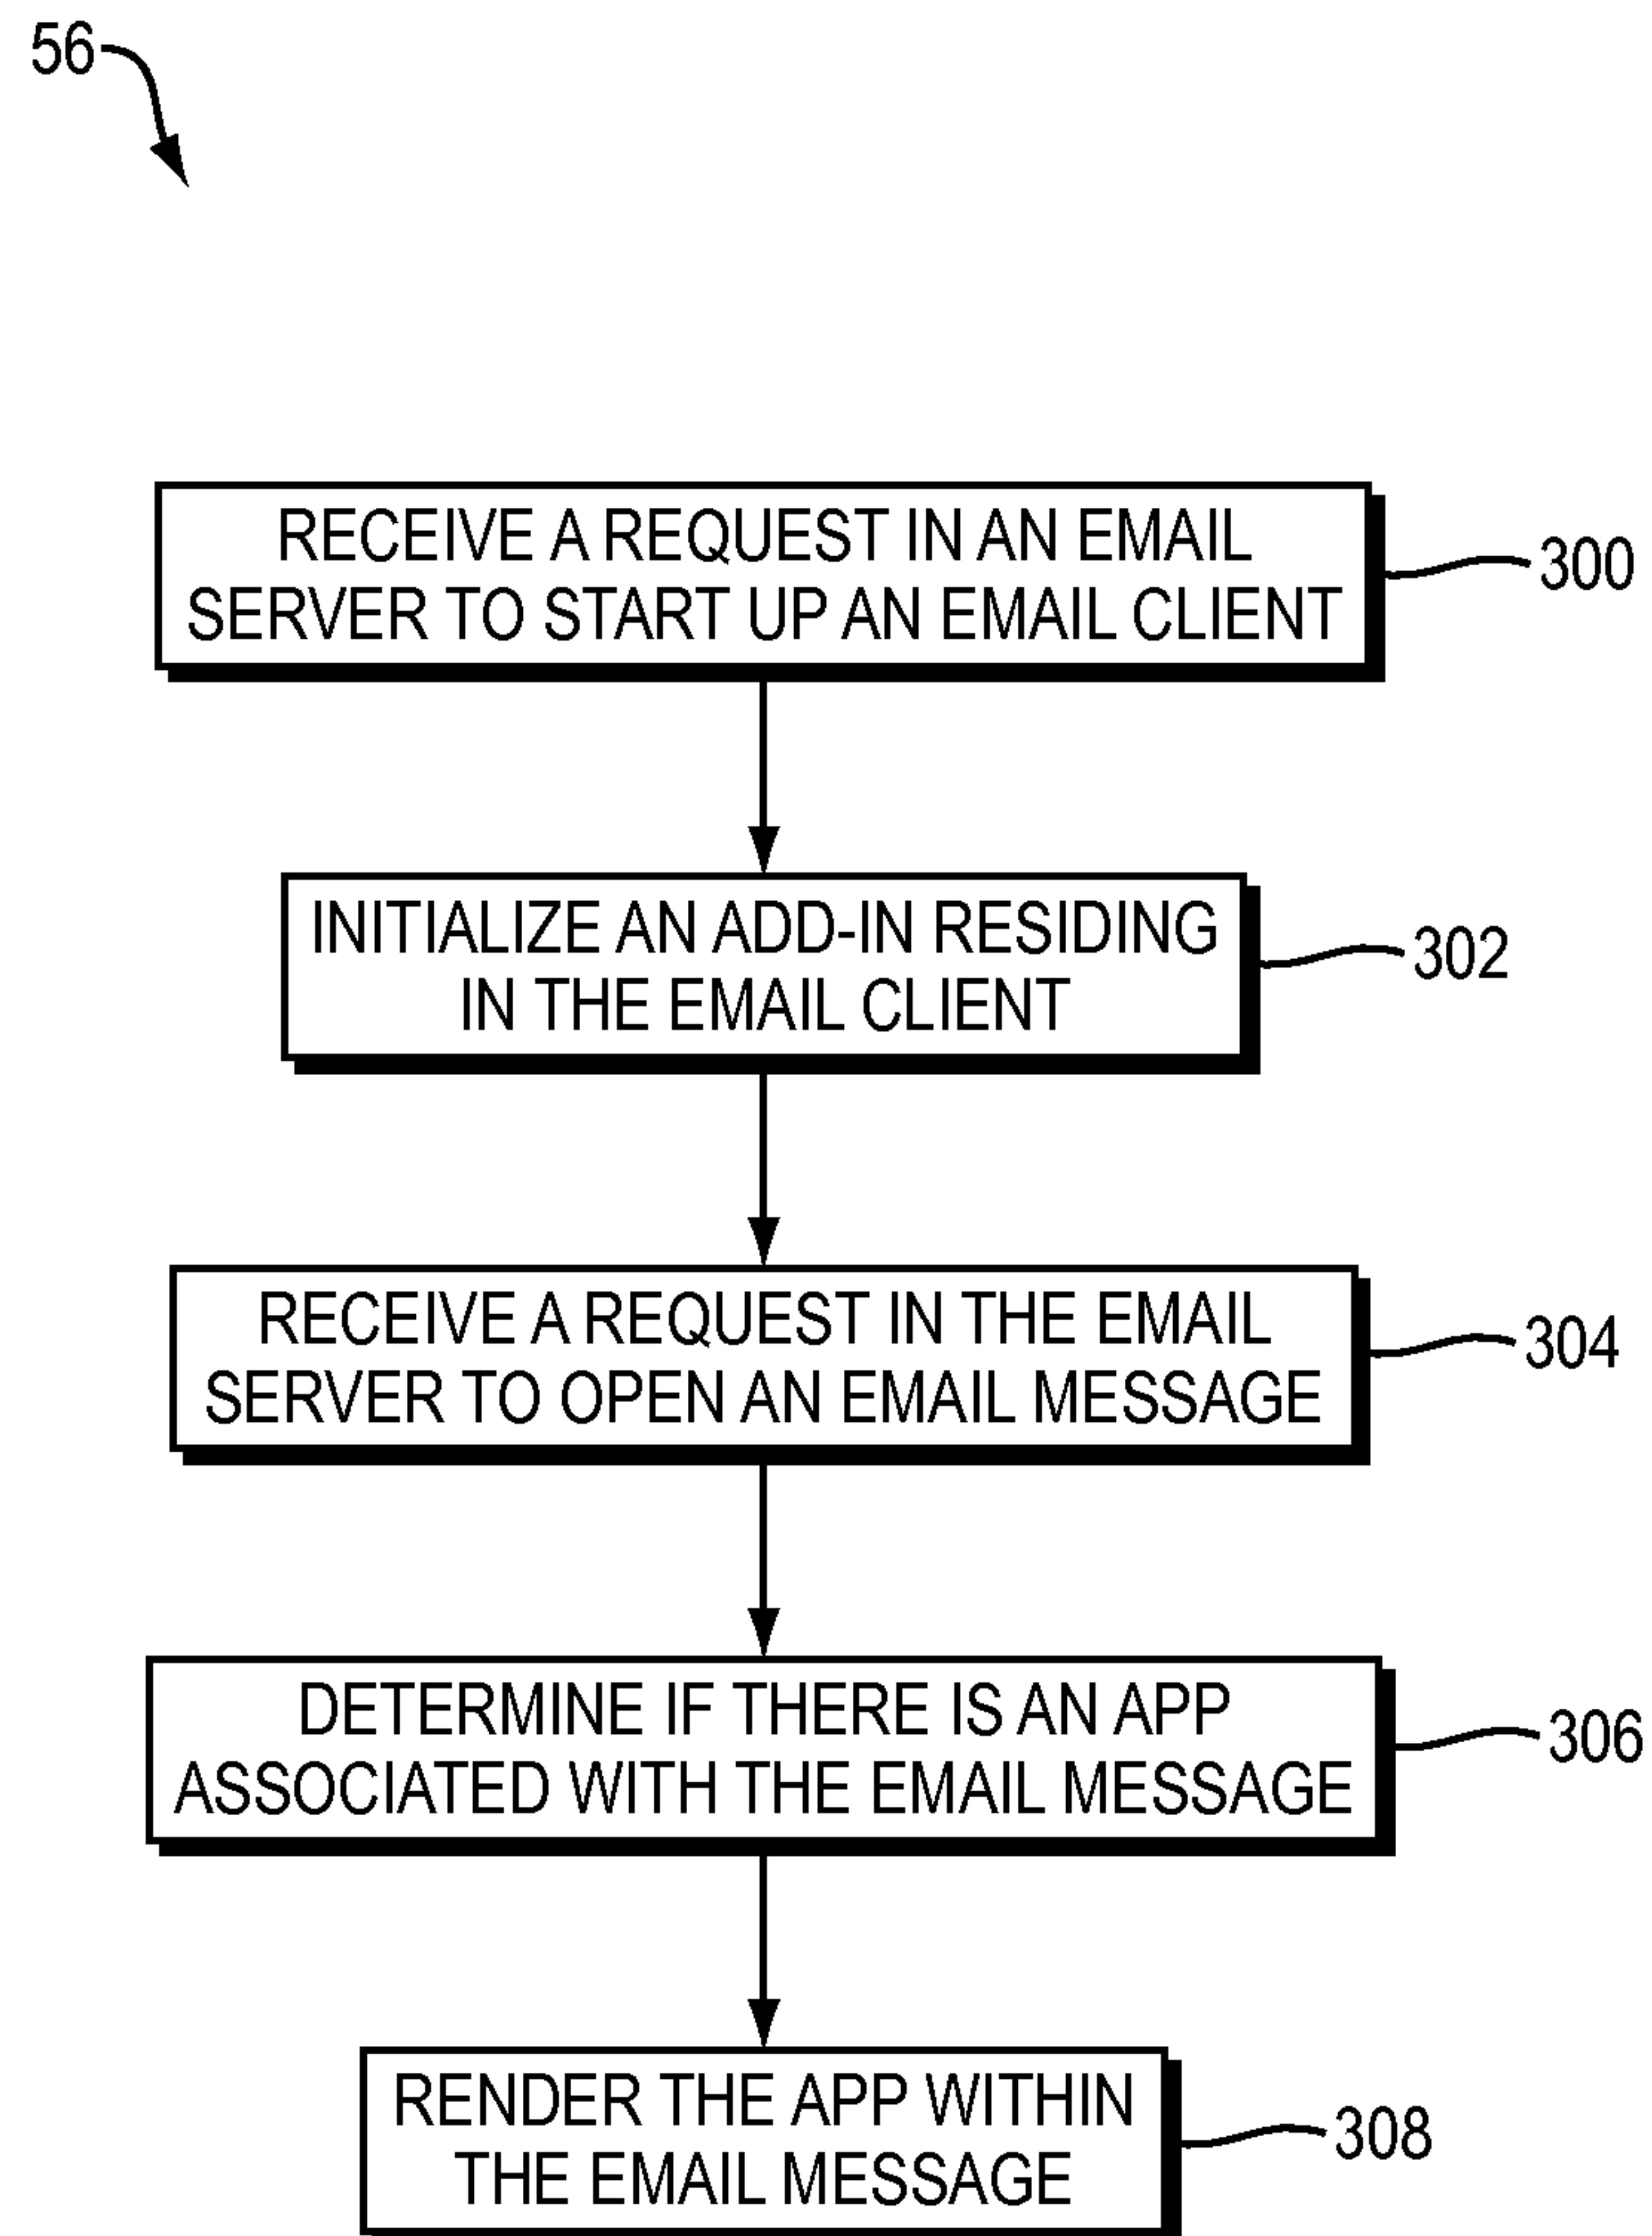 56
RECEIVE A REQUEST IN AN EMAIL
SERVER TO START UP AN EMAIL CLIENT
300
INITIALIZE AN ADD-IN RESIDING
IN THE EMAIL CLIENT
302
RECEIVE A REQUEST IN THE EMAIL
SERVER TO OPEN AN EMAIL MESSAGE
304
DETERMINE IF THERE IS AN APP
ASSOCIATED WITH THE EMAIL MESSAGE
306
RENDER THE APP WITHIN
THE EMAIL MESSAGE
308